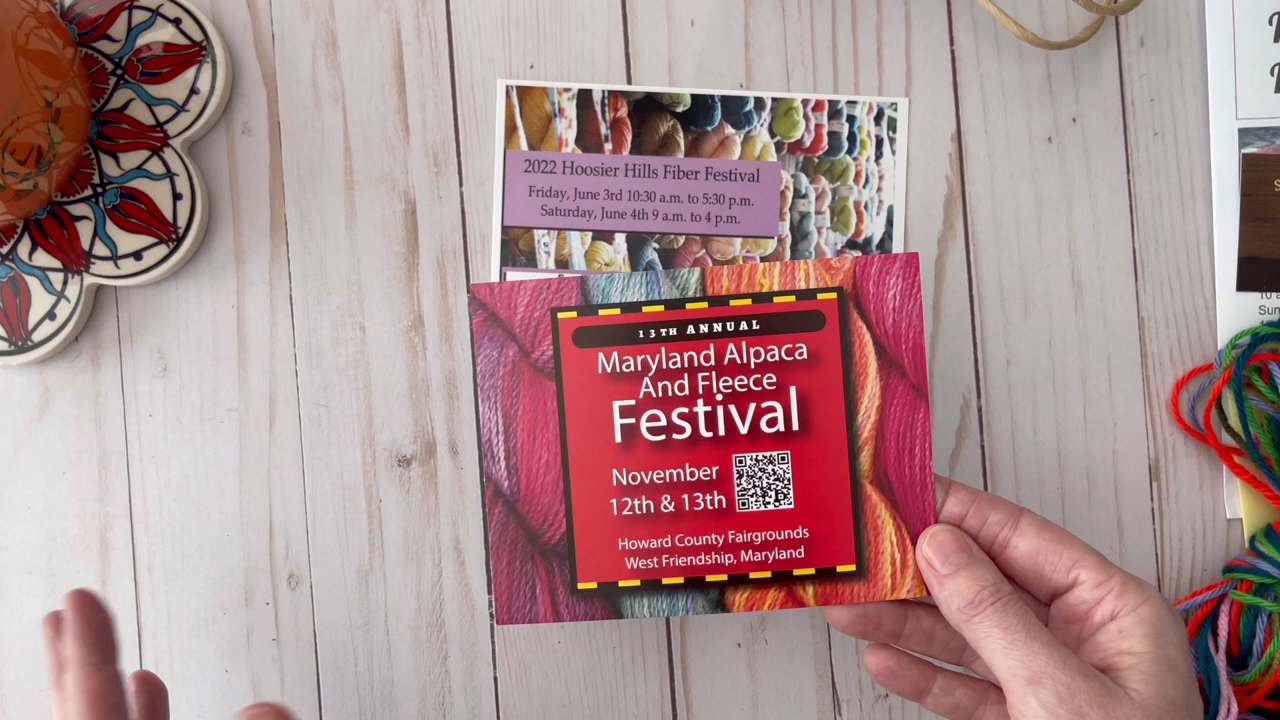 2022 Hoosier Hills Fiber Festival
Friday, June 3rd 10:30 a.m. to 5:30 p.m.
Saturday, June 4th 9 a.m. to 4 p.m.
13TH ANNUAL
Maryland Alpaca
And Fleece
Festival
November
12th & 13th
Howard County Fairgrounds
West Friendship, Maryland
Sun